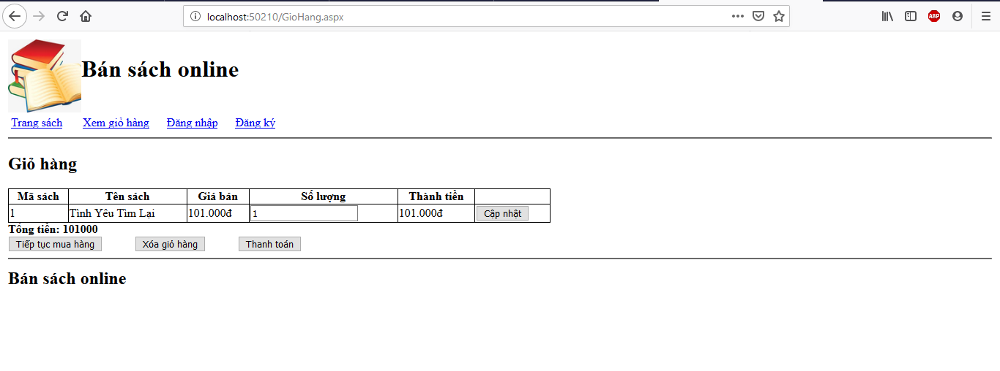 localhost:50210/GioHang.aspx
ABP
Bán sách online
Trang sách Xem giỏ hàng Đăng nhập Đăng ký
Giỏ hàng
Mã sách Tên sách Giá bán Số lượng Thành tiền
1 Tình Yêu Tìm Lại 101.000đ 1 101.000đ Cập nhật
Tổng tiền: 101000
Tiếp tục mua hàng Xóa giỏ hàng Thanh toán
Bán sách online